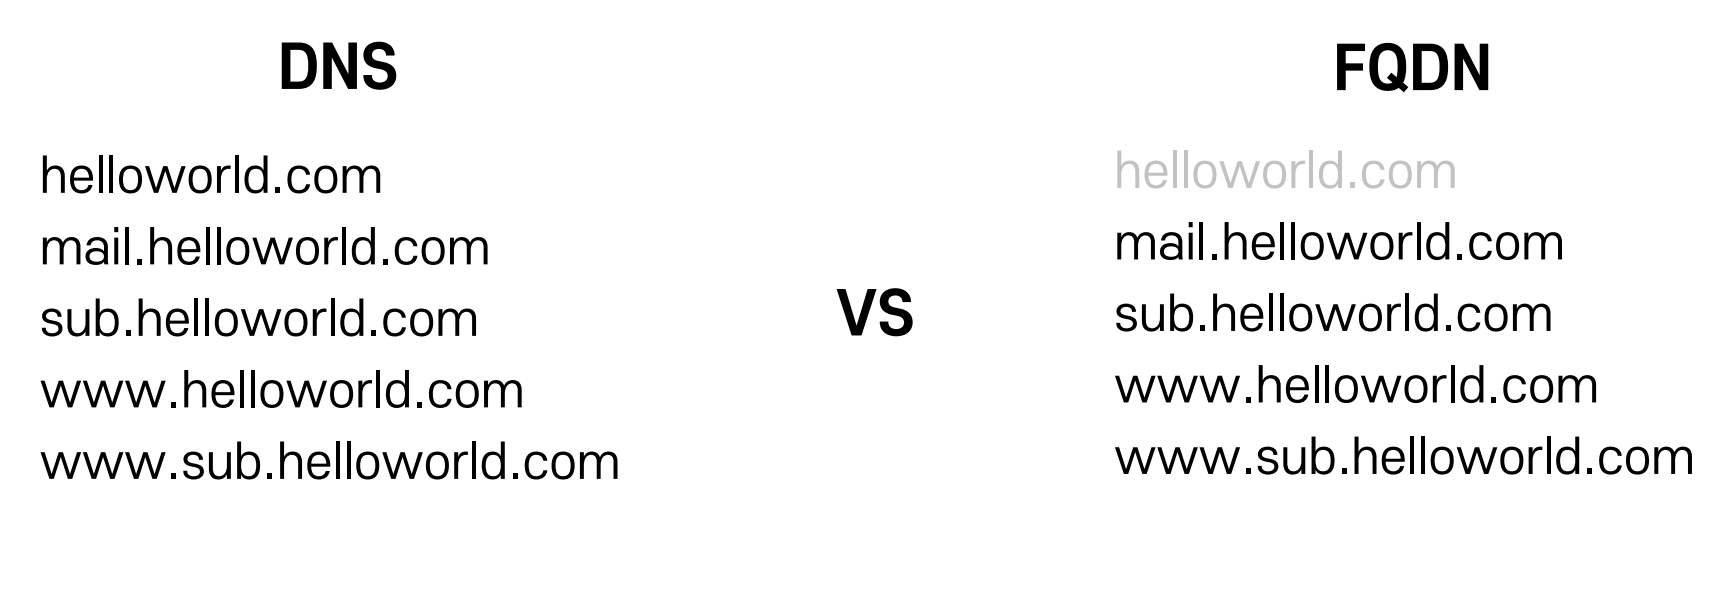 DNS
helloworld.com
mail.helloworld.com
sub.helloworld.com
www.helloworld.com
www.sub.helloworld.com
VS
FQDN
helloworld.com
mail.helloworld.com
sub.helloworld.com
www.helloworld.com
www.sub.helloworld.com